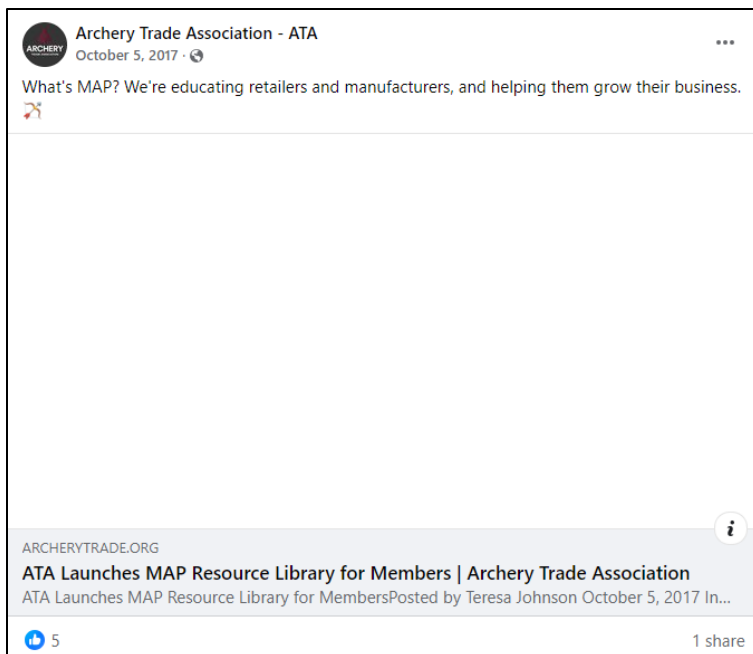 Archery Trade Association - ATA
ARCHERY
October 5, 2017 ·
What's MAP? We're educating retailers and manufacturers, and helping them grow their business.
🏹
ARCHERYTRADE.ORG
ATA Launches MAP Resource Library for Members | Archery Trade Association
ATA Launches MAP Resource Library for MembersPosted by Teresa Johnson October 5, 2017 In...
5
1 share